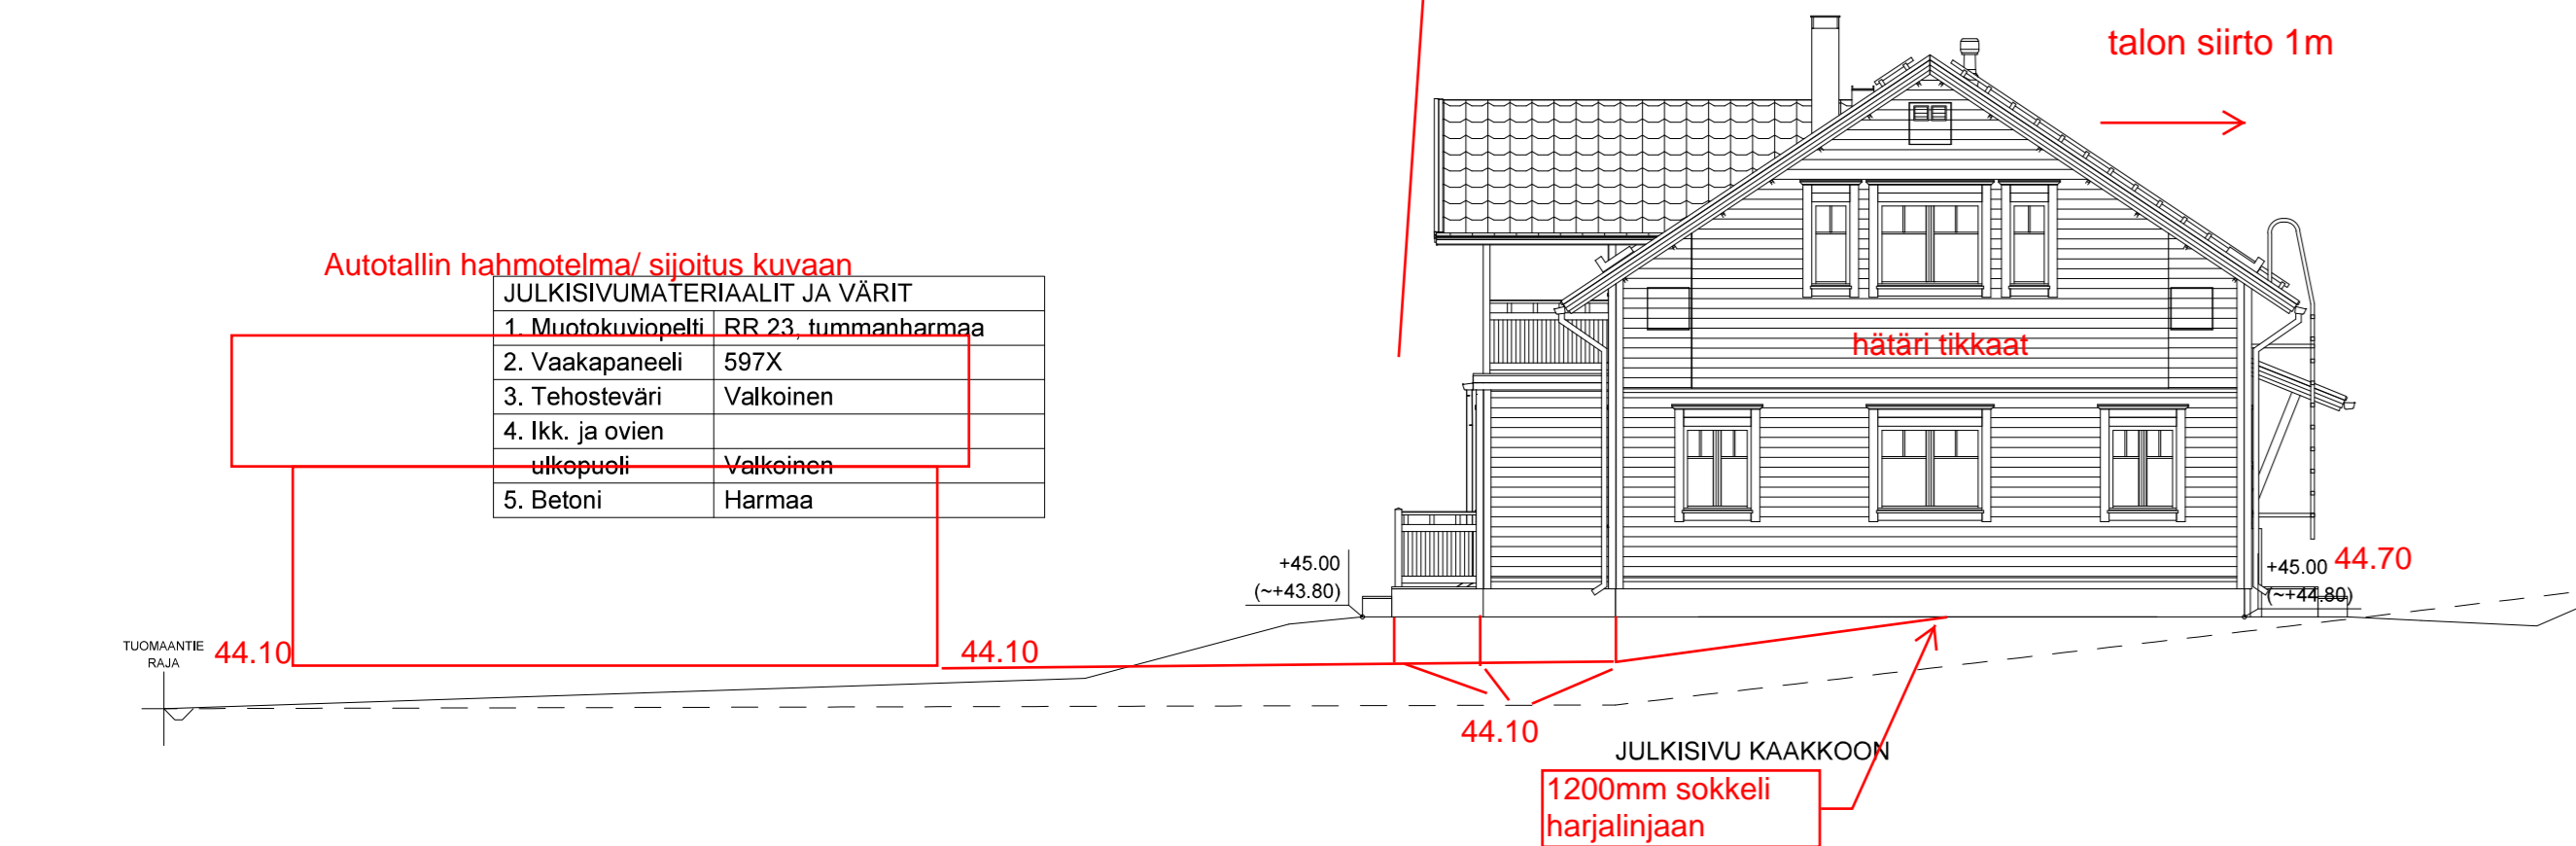 talon siirto 1m
Autotallin hahmotelma/ sijoitus kuvaan
JULKISIVUMATERIAALIT JA VÄRIT
1. Muotokuviopelti RR 23, tummanharmaa
2. Vaakapaneeli 597X
3. Tehosteväri Valkoinen
4. Ikk. ja ovien
ulkopuoli Valkoinen
5. Betoni Harmaa
hätäri tikkaat
+45.00
(~+43.80)
+45.00 44.70
(~+44.80)
TUOMAANTIE
RAJA
44.10
44.10
44.10
JULKISIVU KAAKKOON
1200mm sokkeli
harjalinjaan